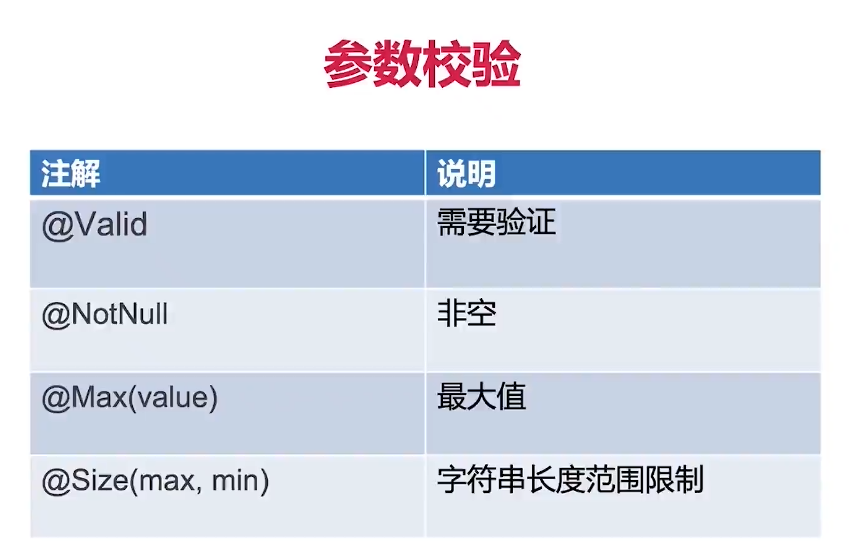 参数校验
注解 说明
@Valid 需要验证
@NotNull 非空
@Max(value) 最大值
@Size(max, min) 字符串长度范围限制